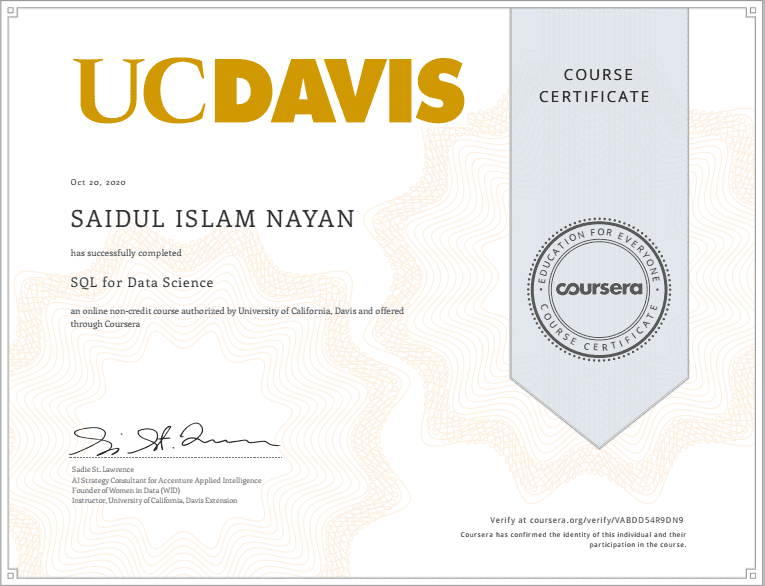 UCDAVIS
COURSE
CERTIFICATE
Oct 20, 2020
SAIDUL ISLAM NAYAN
has successfully completed
SQL for Data Science
an online non-credit course authorized by University of California, Davis and offered
through Coursera
EDUCATION FOR EVERYONE
coursera
COURSE CERTIFICATE
Sadie St. Lawrence
AI Strategy Consultant for Accenture Applied Intelligence
Founder of Women in Data (WID)
Instructor, University of California, Davis Extension
Verify at coursera.org/verify/VABDD54R9DN9
Coursera has confirmed the identity of this individual and their
participation in the course.